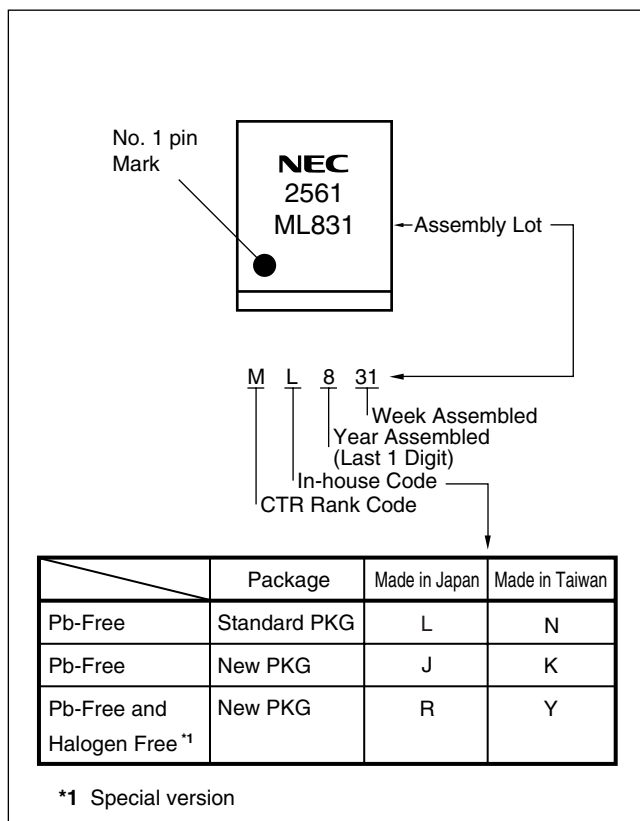 No. 1 pin
Mark
NEC
2561
ML831
Assembly Lot
M L 8 31
Week Assembled
Year Assembled
(Last 1 Digit)
In-house Code
CTR Rank Code
Package Made in Japan Made in Taiwan
Pb-Free Standard PKG L N
Pb-Free New PKG J K
Pb-Free and New PKG R Y
Halogen Free *1
*1 Special version